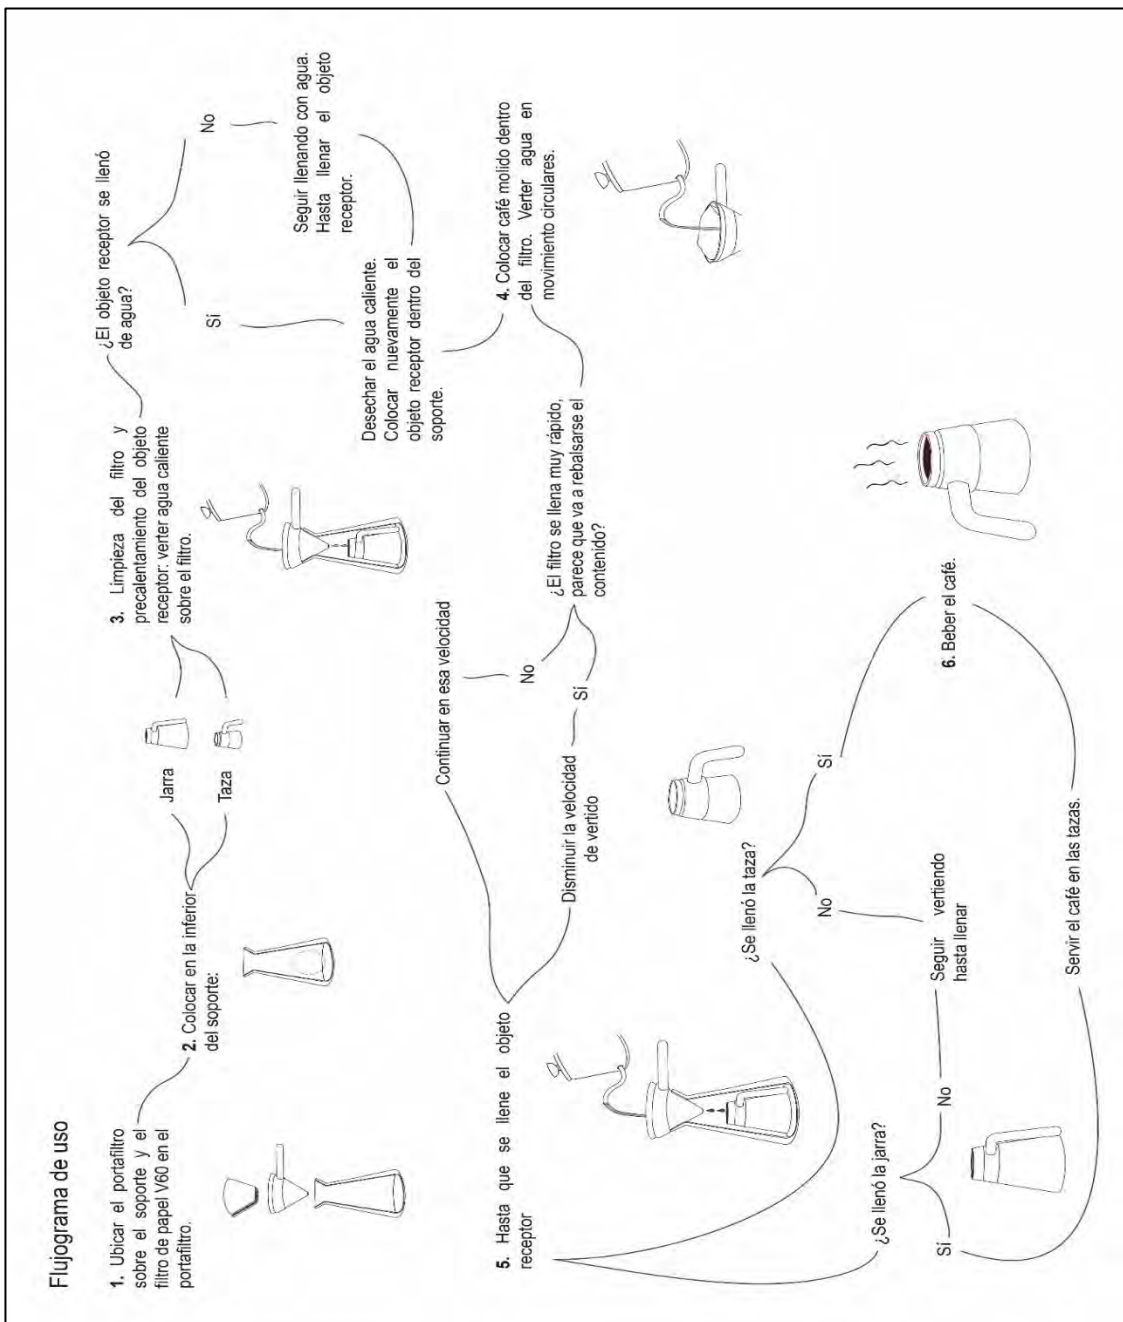 Flujograma de uso
1. Ubicar el portafiltro
sobre el soporte y el
filtro de papel V60 en el
portafiltro.
2. Colocar en la inferior
del soporte:
Jarra
Taza
3. Limpieza del filtro y
precalentamiento del objeto
receptor: verter agua caliente
sobre el filtro.
¿El objeto receptor se llenó
de agua?
Sí
No
Seguir llenando con agua.
Hasta llenar el objeto
receptor.
Desechar el agua caliente.
Colocar nuevamente el
objeto receptor dentro del
soporte.
4. Colocar café molido dentro
del filtro. Verter agua en
movimiento circulares.
¿El filtro se llena muy rápido,
parece que va a rebalsarse el
contenido?
No
Sí
Continuar en esa velocidad
Disminuir la velocidad
de vertido
5. Hasta que se llene el objeto
receptor
¿Se llenó la taza?
No
Sí
Seguir vertiendo
hasta llenar
¿Se llenó la jarra?
Sí
No
Servir el café en las tazas.
6. Beber el café.